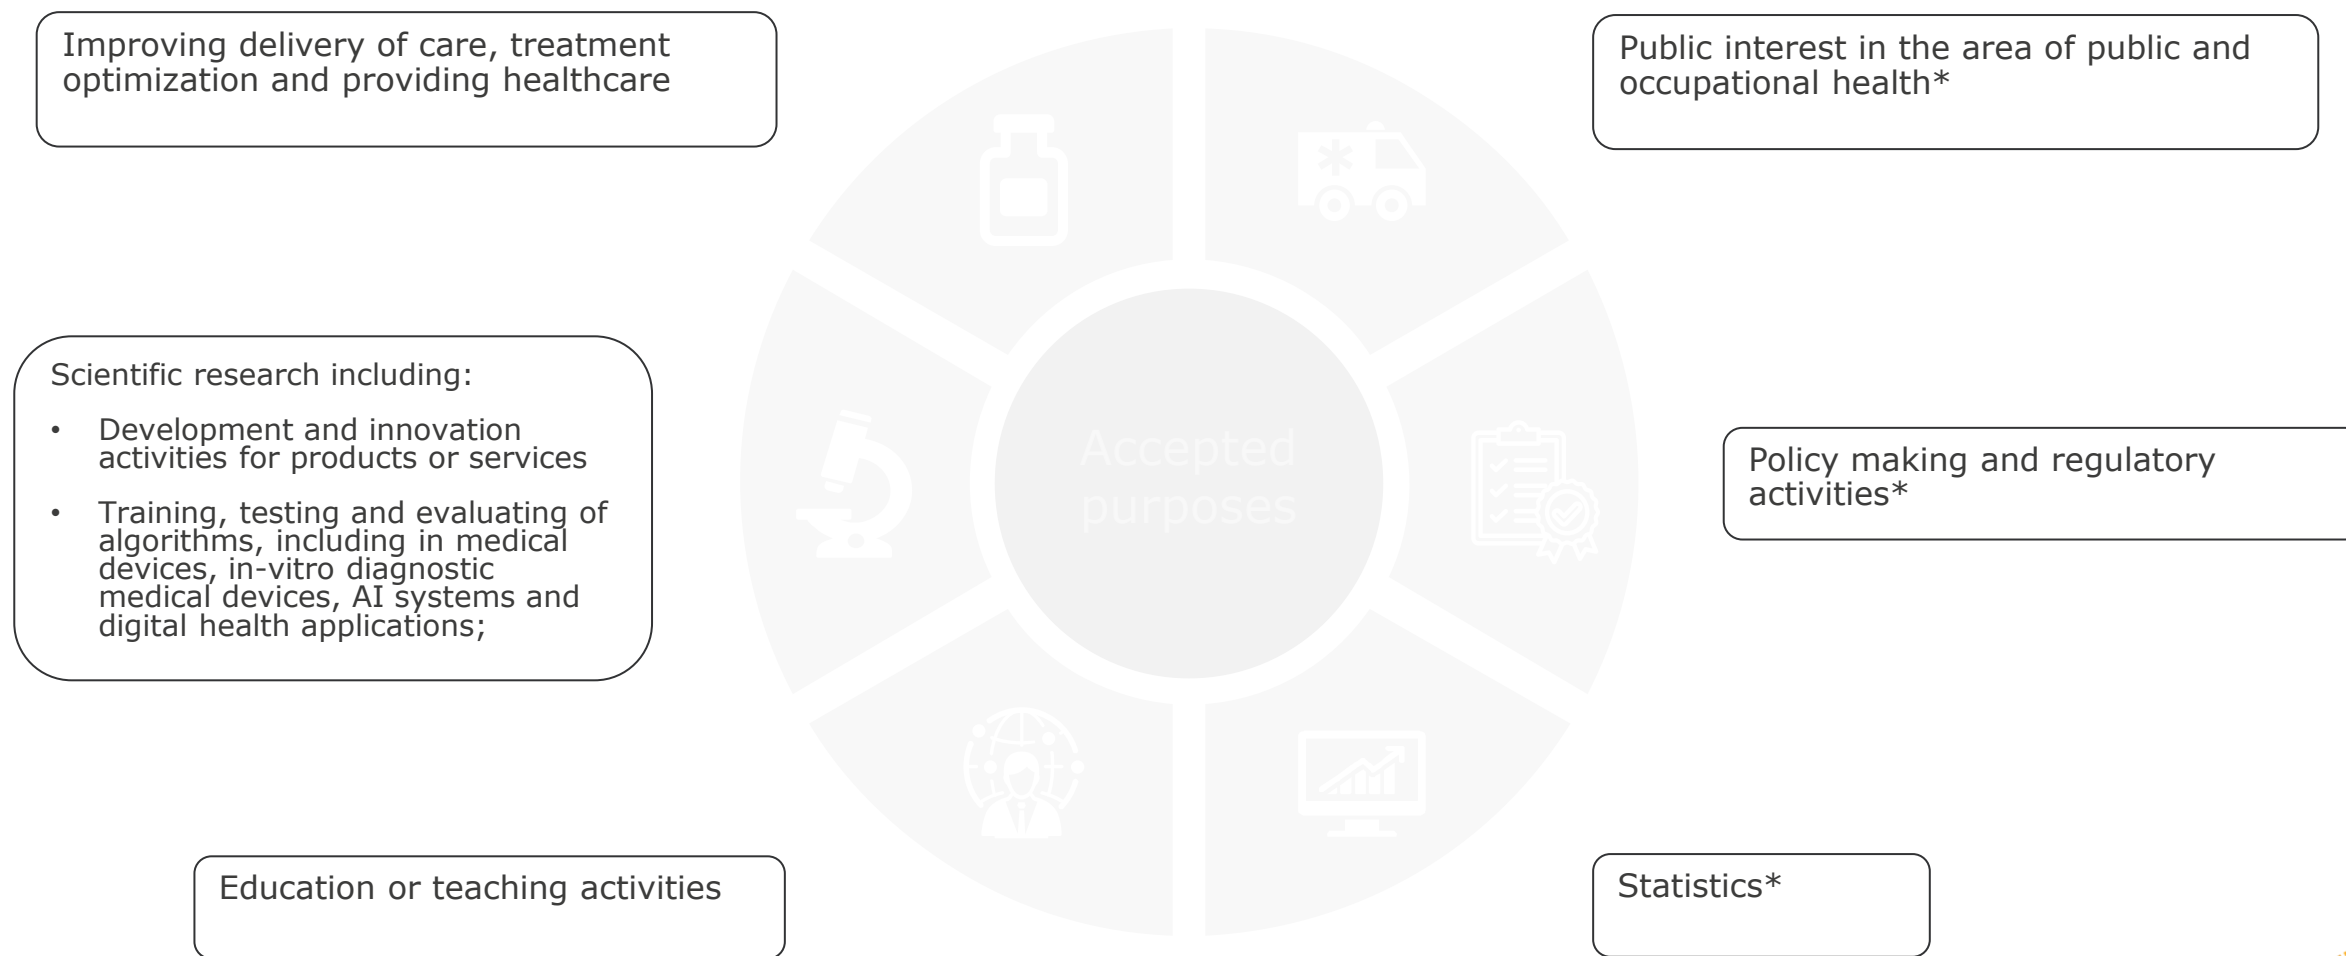 Improving delivery of care, treatment
optimization and providing healthcare
Public interest in the area of public and
occupational health*
Scientific research including:
• Development and innovation
activities for products or services
• Training, testing and evaluating of
algorithms, including in medical
devices, in-vitro diagnostic
medical devices, AI systems and
digital health applications;
Accepted
purposes
Policy making and regulatory
activities*
Education or teaching activities
Statistics*